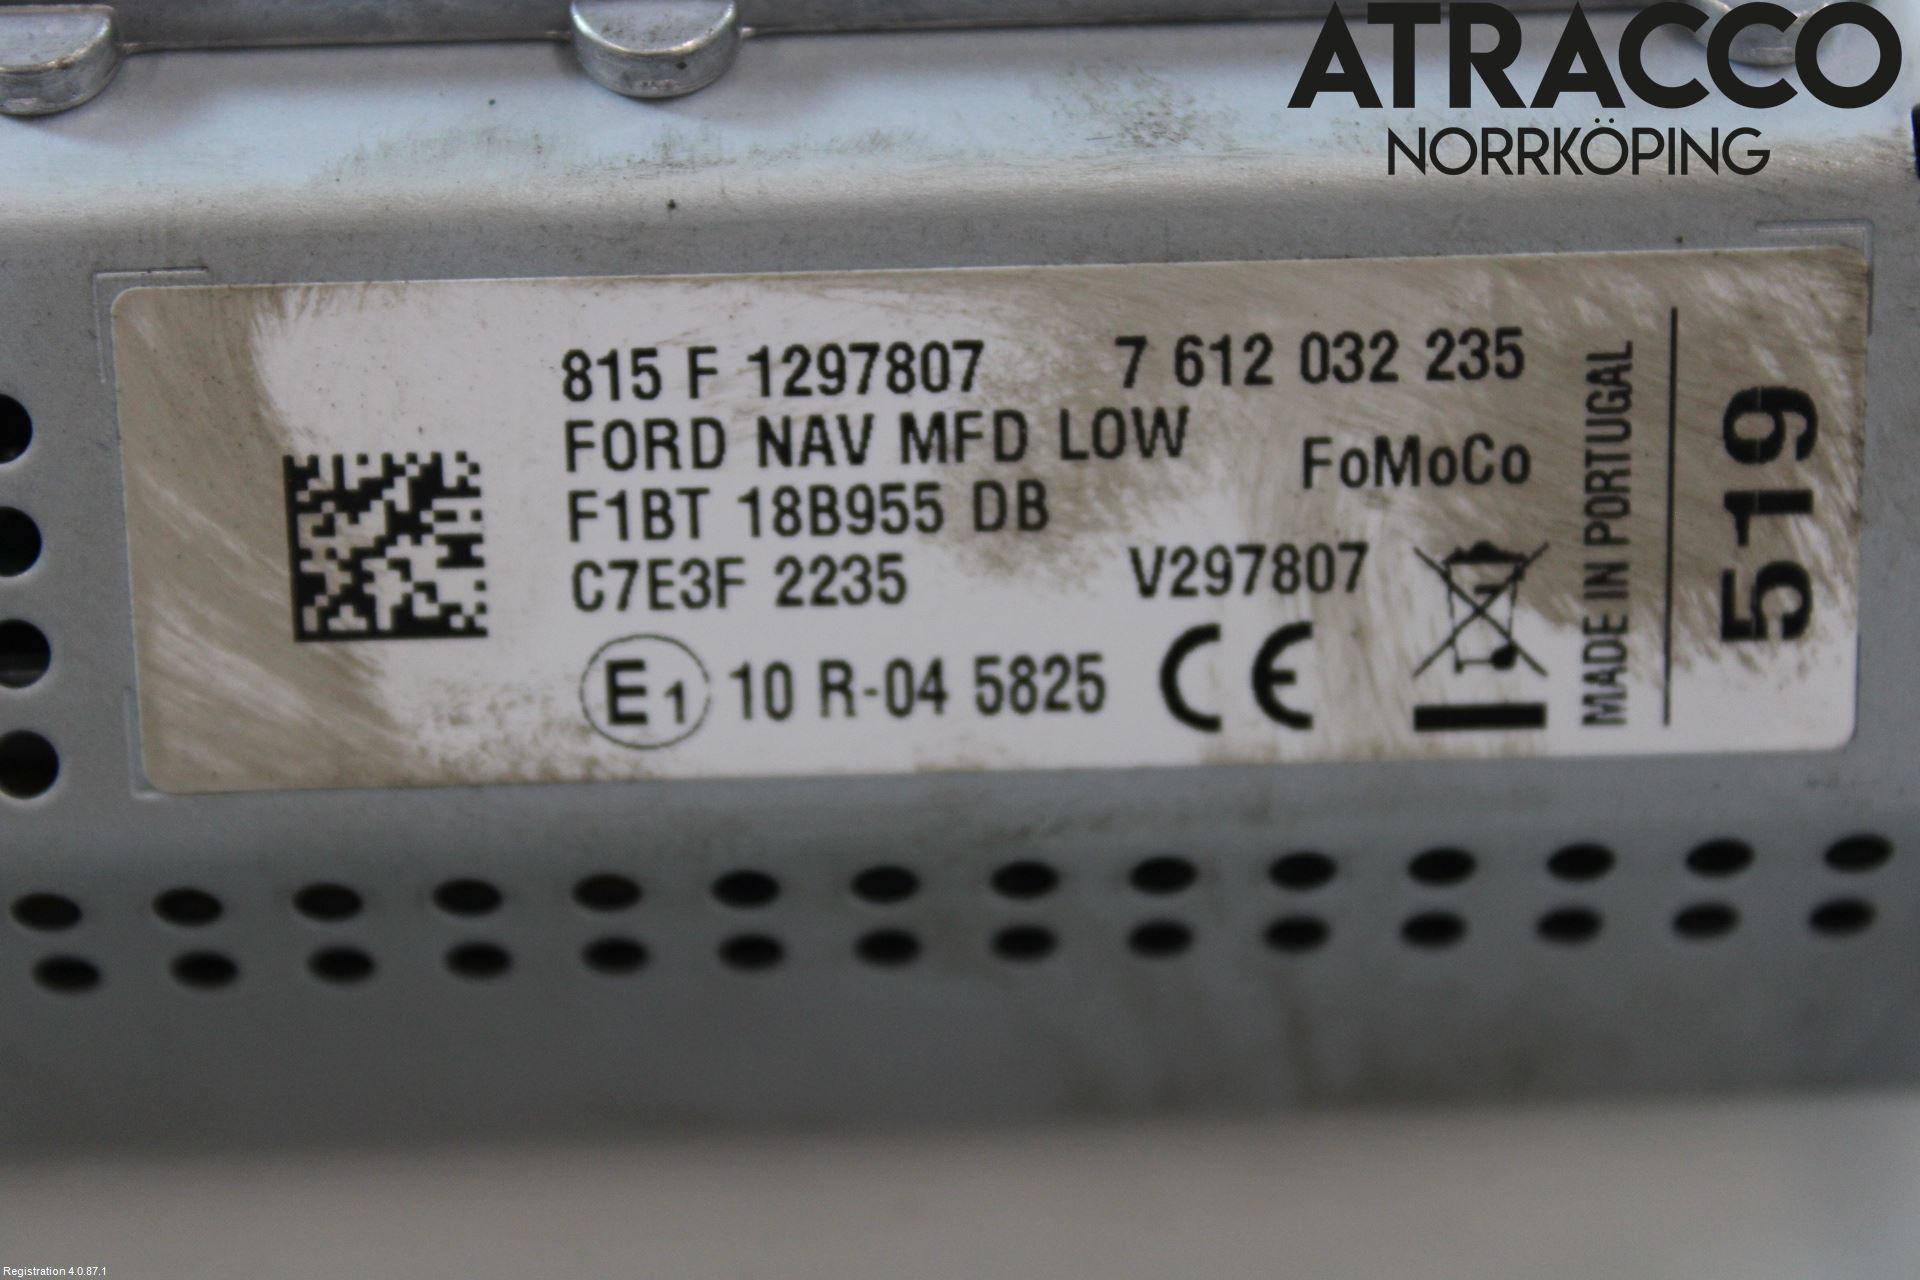 ATRACCO
NORRKÖPING
815 F 1297807 7 612 032 235
FORD NAV MFD LOW
FoMoCo
F1BT 18B955 DB
C7E3F 2235 V297807
E1 10 R-04 5825 CE
MADE IN PORTUGAL
519
Registration 4.0.87.1